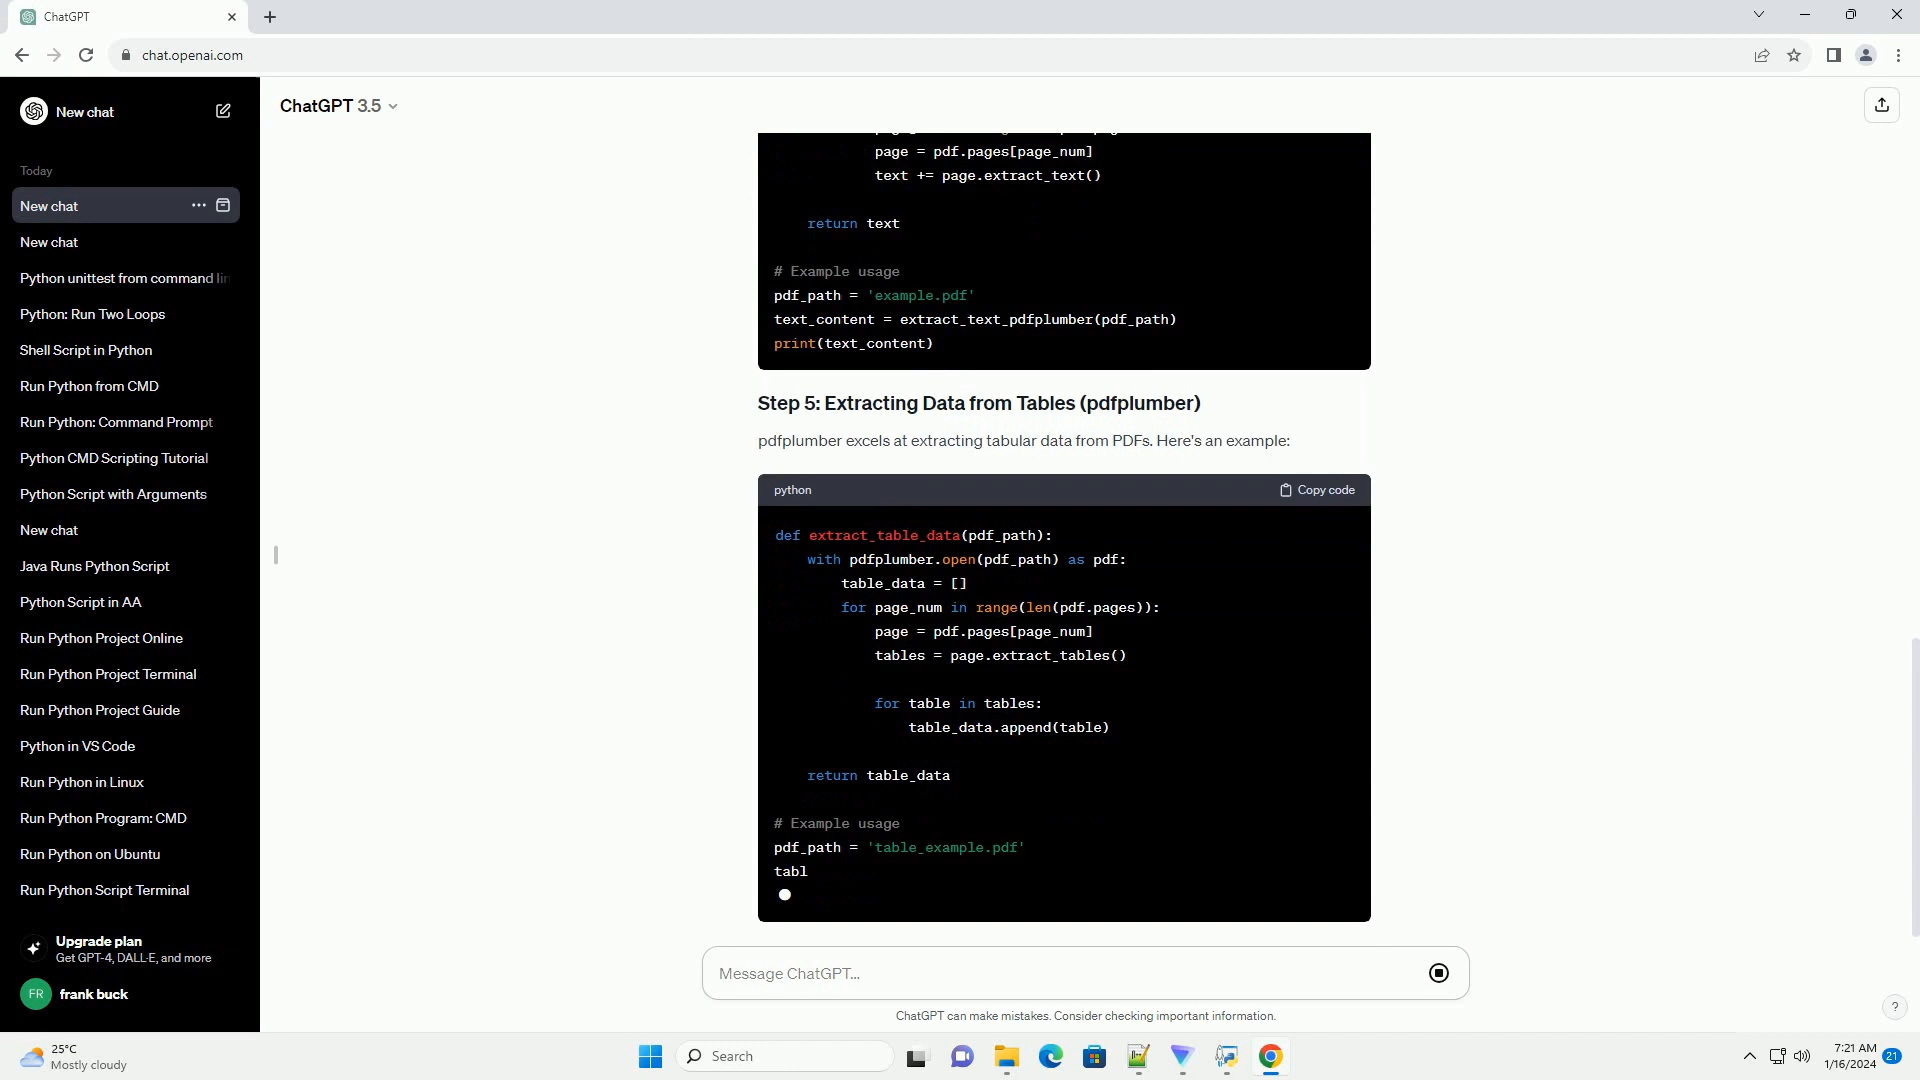 ChatGPT
chat.openai.com
New chat
ChatGPT 3.5
Today
New chat
New chat
Python unittest from command lin
Python: Run Two Loops
Shell Script in Python
Run Python from CMD
Run Python: Command Prompt
Python CMD Scripting Tutorial
Python Script with Arguments
New chat
Java Runs Python Script
Python Script in AA
Run Python Project Online
Run Python Project Terminal
Run Python Project Guide
Python in VS Code
Run Python in Linux
Run Python Program: CMD
Run Python on Ubuntu
Run Python Script Terminal
Upgrade plan
Get GPT-4, DALL·E, and more
FR frank buck
page = pdf.pages[page_num]
text += page.extract_text()
return text
# Example usage
pdf_path = 'example.pdf'
text_content = extract_text_pdfplumber(pdf_path)
print(text_content)
Step 5: Extracting Data from Tables (pdfplumber)
pdfplumber excels at extracting tabular data from PDFs. Here's an example:
python Copy code
def extract_table_data(pdf_path):
with pdfplumber.open(pdf_path) as pdf:
table_data = []
for page_num in range(len(pdf.pages)):
page = pdf.pages[page_num]
tables = page.extract_tables()
for table in tables:
table_data.append(table)
return table_data
# Example usage
pdf_path = 'table_example.pdf'
tabl
Message ChatGPT...
ChatGPT can make mistakes. Consider checking important information.
?
25°C
Mostly cloudy
Search
7:21 AM
1/16/2024
21